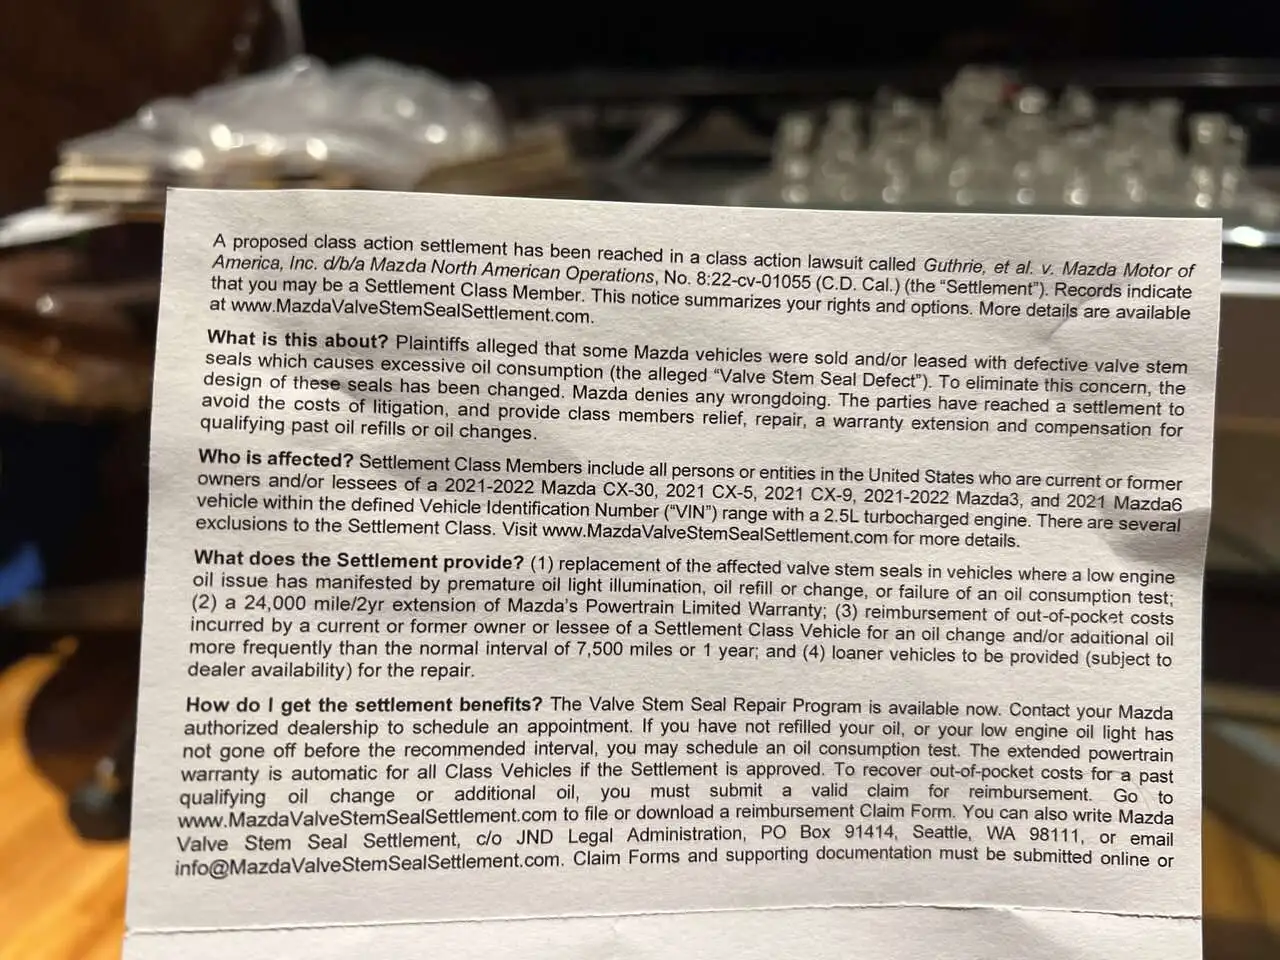 A proposed class action settlement has been reached in a class action lawsuit called Guthrie, et al. v. Mazda Motor of
America, Inc. d/b/a Mazda North American Operations, No. 8:22-cv-01055 (C.D. Cal.) (the “Settlement”). Records indicate
that you may be a Settlement Class Member. This notice summarizes your rights and options. More details are available
at www.MazdaValveStemSealSettlement.com.
What is this about? Plaintiffs alleged that some Mazda vehicles were sold and/or leased with defective valve stem
seals which causes excessive oil consumption (the alleged “Valve Stem Seal Defect”). To eliminate this concern, the
design of these seals has been changed. Mazda denies any wrongdoing. The parties have reached a settlement to
avoid the costs of litigation, and provide class members relief, repair, a warranty extension and compensation for
qualifying past oil refills or oil changes.
Who is affected? Settlement Class Members include all persons or entities in the United States who are current or former
owners and/or lessees of a 2021-2022 Mazda CX-30, 2021 CX-5, 2021 CX-9, 2021-2022 Mazda3, and 2021 Mazda6
vehicle within the defined Vehicle Identification Number (“VIN”) range with a 2.5L turbocharged engine. There are several
exclusions to the Settlement Class. Visit www.MazdaValveStemSealSettlement.com for more details.
What does the Settlement provide? (1) replacement of the affected valve stem seals in vehicles where a low engine
oil issue has manifested by premature oil light illumination, oil refill or change, or failure of an oil consumption test;
(2) a 24,000 mile/2yr extension of Mazda’s Powertrain Limited Warranty; (3) reimbursement of out-of-pocket costs
incurred by a current or former owner or lessee of a Settlement Class Vehicle for an oil change and/or additional oil
more frequently than the normal interval of 7,500 miles or 1 year; and (4) loaner vehicles to be provided (subject to
dealer availability) for the repair.
How do I get the settlement benefits? The Valve Stem Seal Repair Program is available now. Contact your Mazda
authorized dealership to schedule an appointment. If you have not refilled your oil, or your low engine oil light has
not gone off before the recommended interval, you may schedule an oil consumption test. The extended powertrain
warranty is automatic for all Class Vehicles if the Settlement is approved. To recover out-of-pocket costs for a past
qualifying oil change or additional oil, you must submit a valid claim for reimbursement. Go to
www.MazdaValveStemSealSettlement.com to file or download a reimbursement Claim Form. You can also write Mazda
Valve Stem Seal Settlement, c/o JND Legal Administration, PO Box 91414, Seattle, WA 98111, or email
info@MazdaValveStemSealSettlement.com. Claim Forms and supporting documentation must be submitted online or